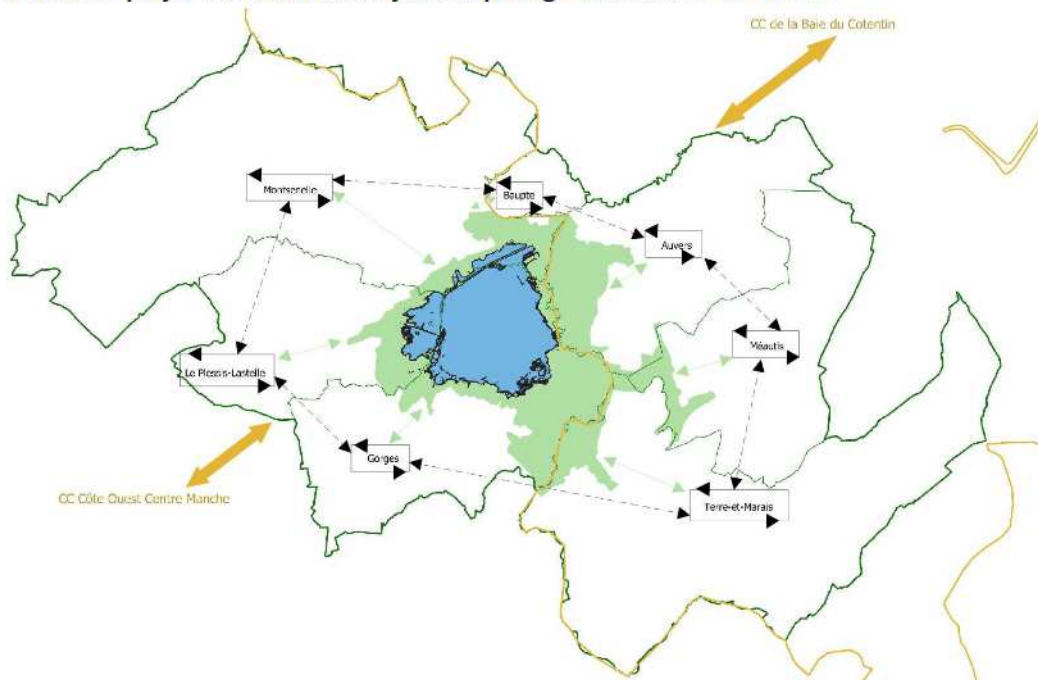 CC de la Baie du Cotentin
Montsenelle
Baupte
Auvers
Méautis
Le Plessis-Lastelle
Gorges
CC Côte Ouest Centre Manche
Terre-et-Marais